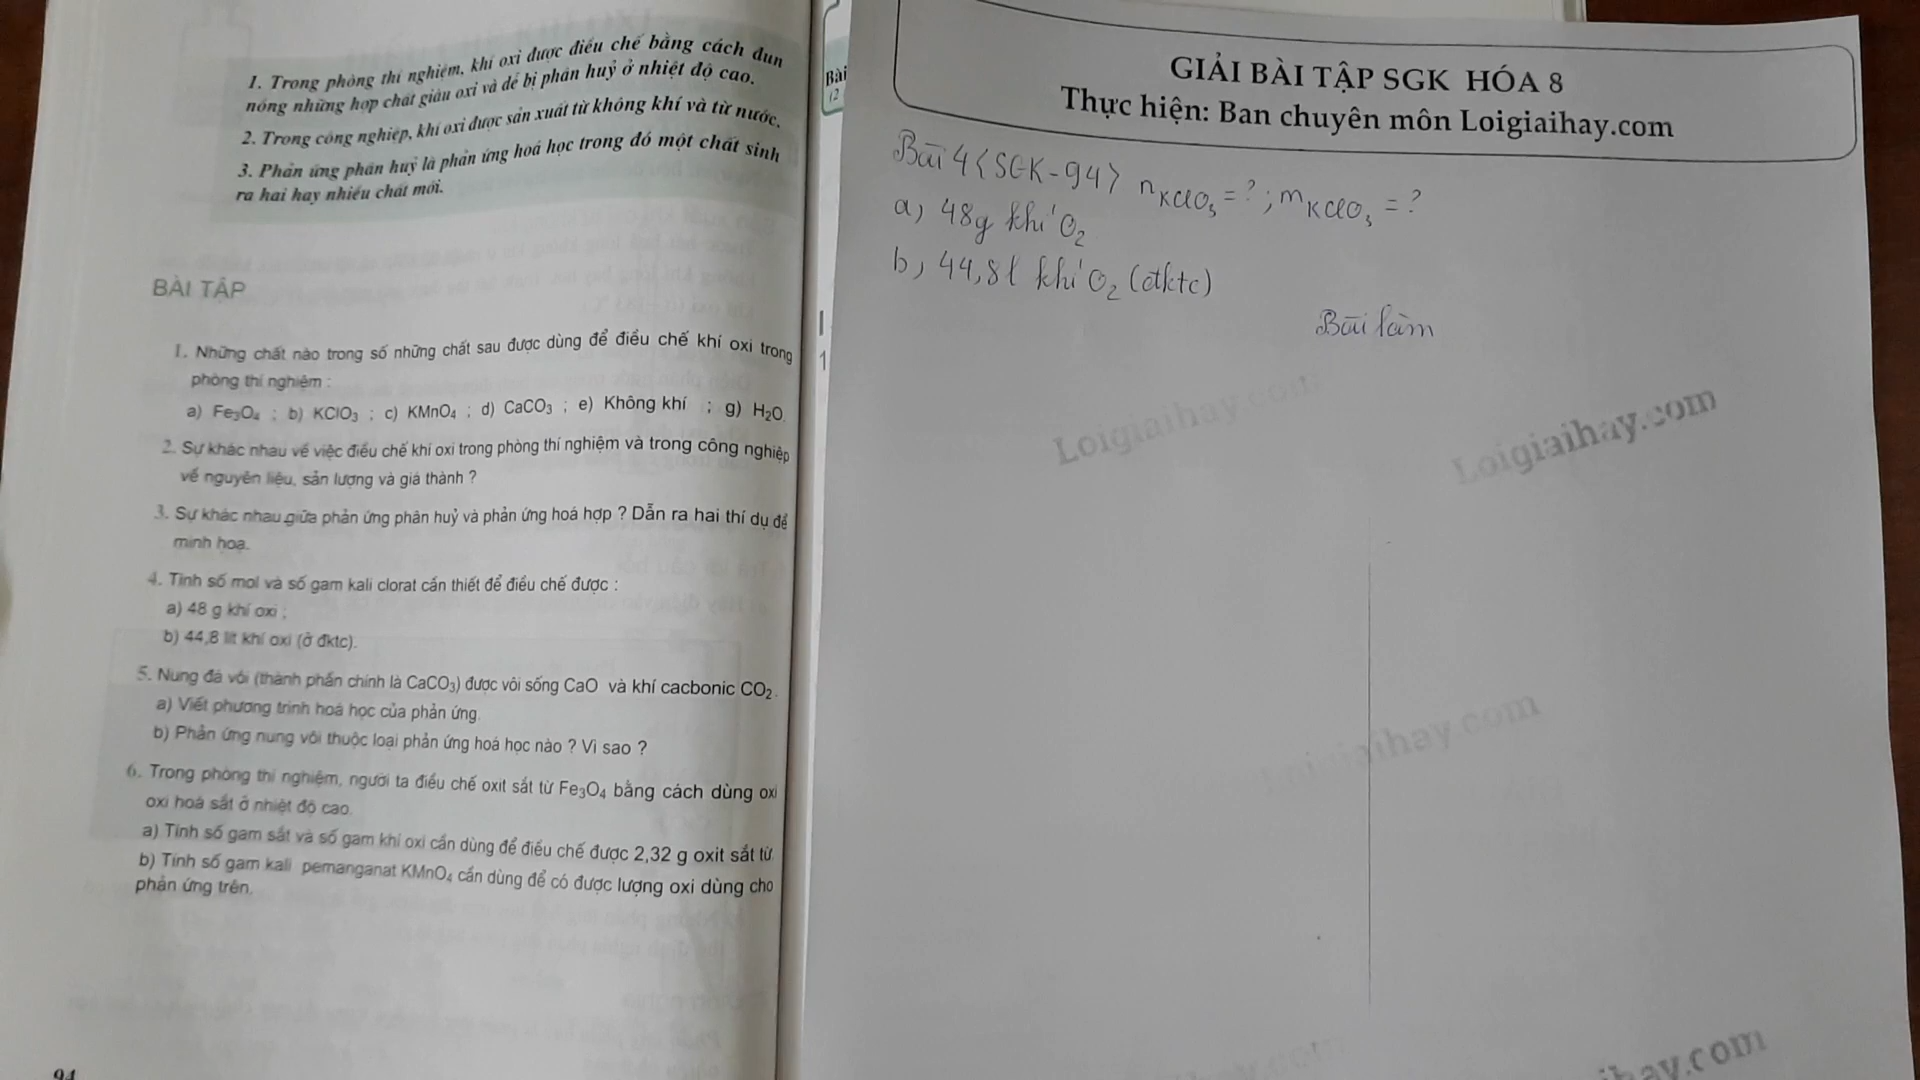 1. Trong phòng thí nghiệm, khí oxi được điều chế bằng cách đun
nóng những hợp chất giàu oxi và dễ bị phân huỷ ở nhiệt độ cao.
2. Trong công nghiệp, khí oxi được sản xuất từ không khí và từ nước.
3. Phản ứng phân huỷ là phản ứng hoá học trong đó một chất sinh
ra hai hay nhiều chất mới.
BÀI TẬP
1. Những chất nào trong số những chất sau được dùng để điều chế khí oxi trong
phòng thí nghiệm :
a) Fe₃O₄ ; b) KClO₃ ; c) KMnO₄ ; d) CaCO₃ ; e) Không khí ; g) H₂O.
2. Sự khác nhau về việc điều chế khí oxi trong phòng thí nghiệm và trong công nghiệp
về nguyên liệu, sản lượng và giá thành ?
3. Sự khác nhau giữa phản ứng phân huỷ và phản ứng hoá hợp ? Dẫn ra hai thí dụ để
minh hoạ.
4. Tính số mol và số gam kali clorat cần thiết để điều chế được :
a) 48 g khí oxi ;
b) 44,8 lít khí oxi (ở đktc).
5. Nung đá vôi (thành phần chính là CaCO₃) được vôi sống CaO và khí cacbonic CO₂.
a) Viết phương trình hoá học của phản ứng.
b) Phản ứng nung vôi thuộc loại phản ứng hoá học nào ? Vì sao ?
6. Trong phòng thí nghiệm, người ta điều chế oxit sắt từ Fe₃O₄ bằng cách dùng oxi
oxi hoá sắt ở nhiệt độ cao.
a) Tính số gam sắt và số gam khí oxi cần dùng để điều chế được 2,32 g oxit sắt từ.
b) Tính số gam kali pemanganat KMnO₄ cần dùng để có được lượng oxi dùng cho
phản ứng trên.
94
Bài
(2
1
GIẢI BÀI TẬP SGK HÓA 8
Thực hiện: Ban chuyên môn Loigiaihay.com
Bài 4 <SGK-94> nKClO₃ = ? ; mKClO₃ = ?
a, 48g khí O₂
b, 44,8l khí O₂ (đktc)
Bài làm
Loigiaihay.com
Loigiaihay.com
Loigiaihay.com